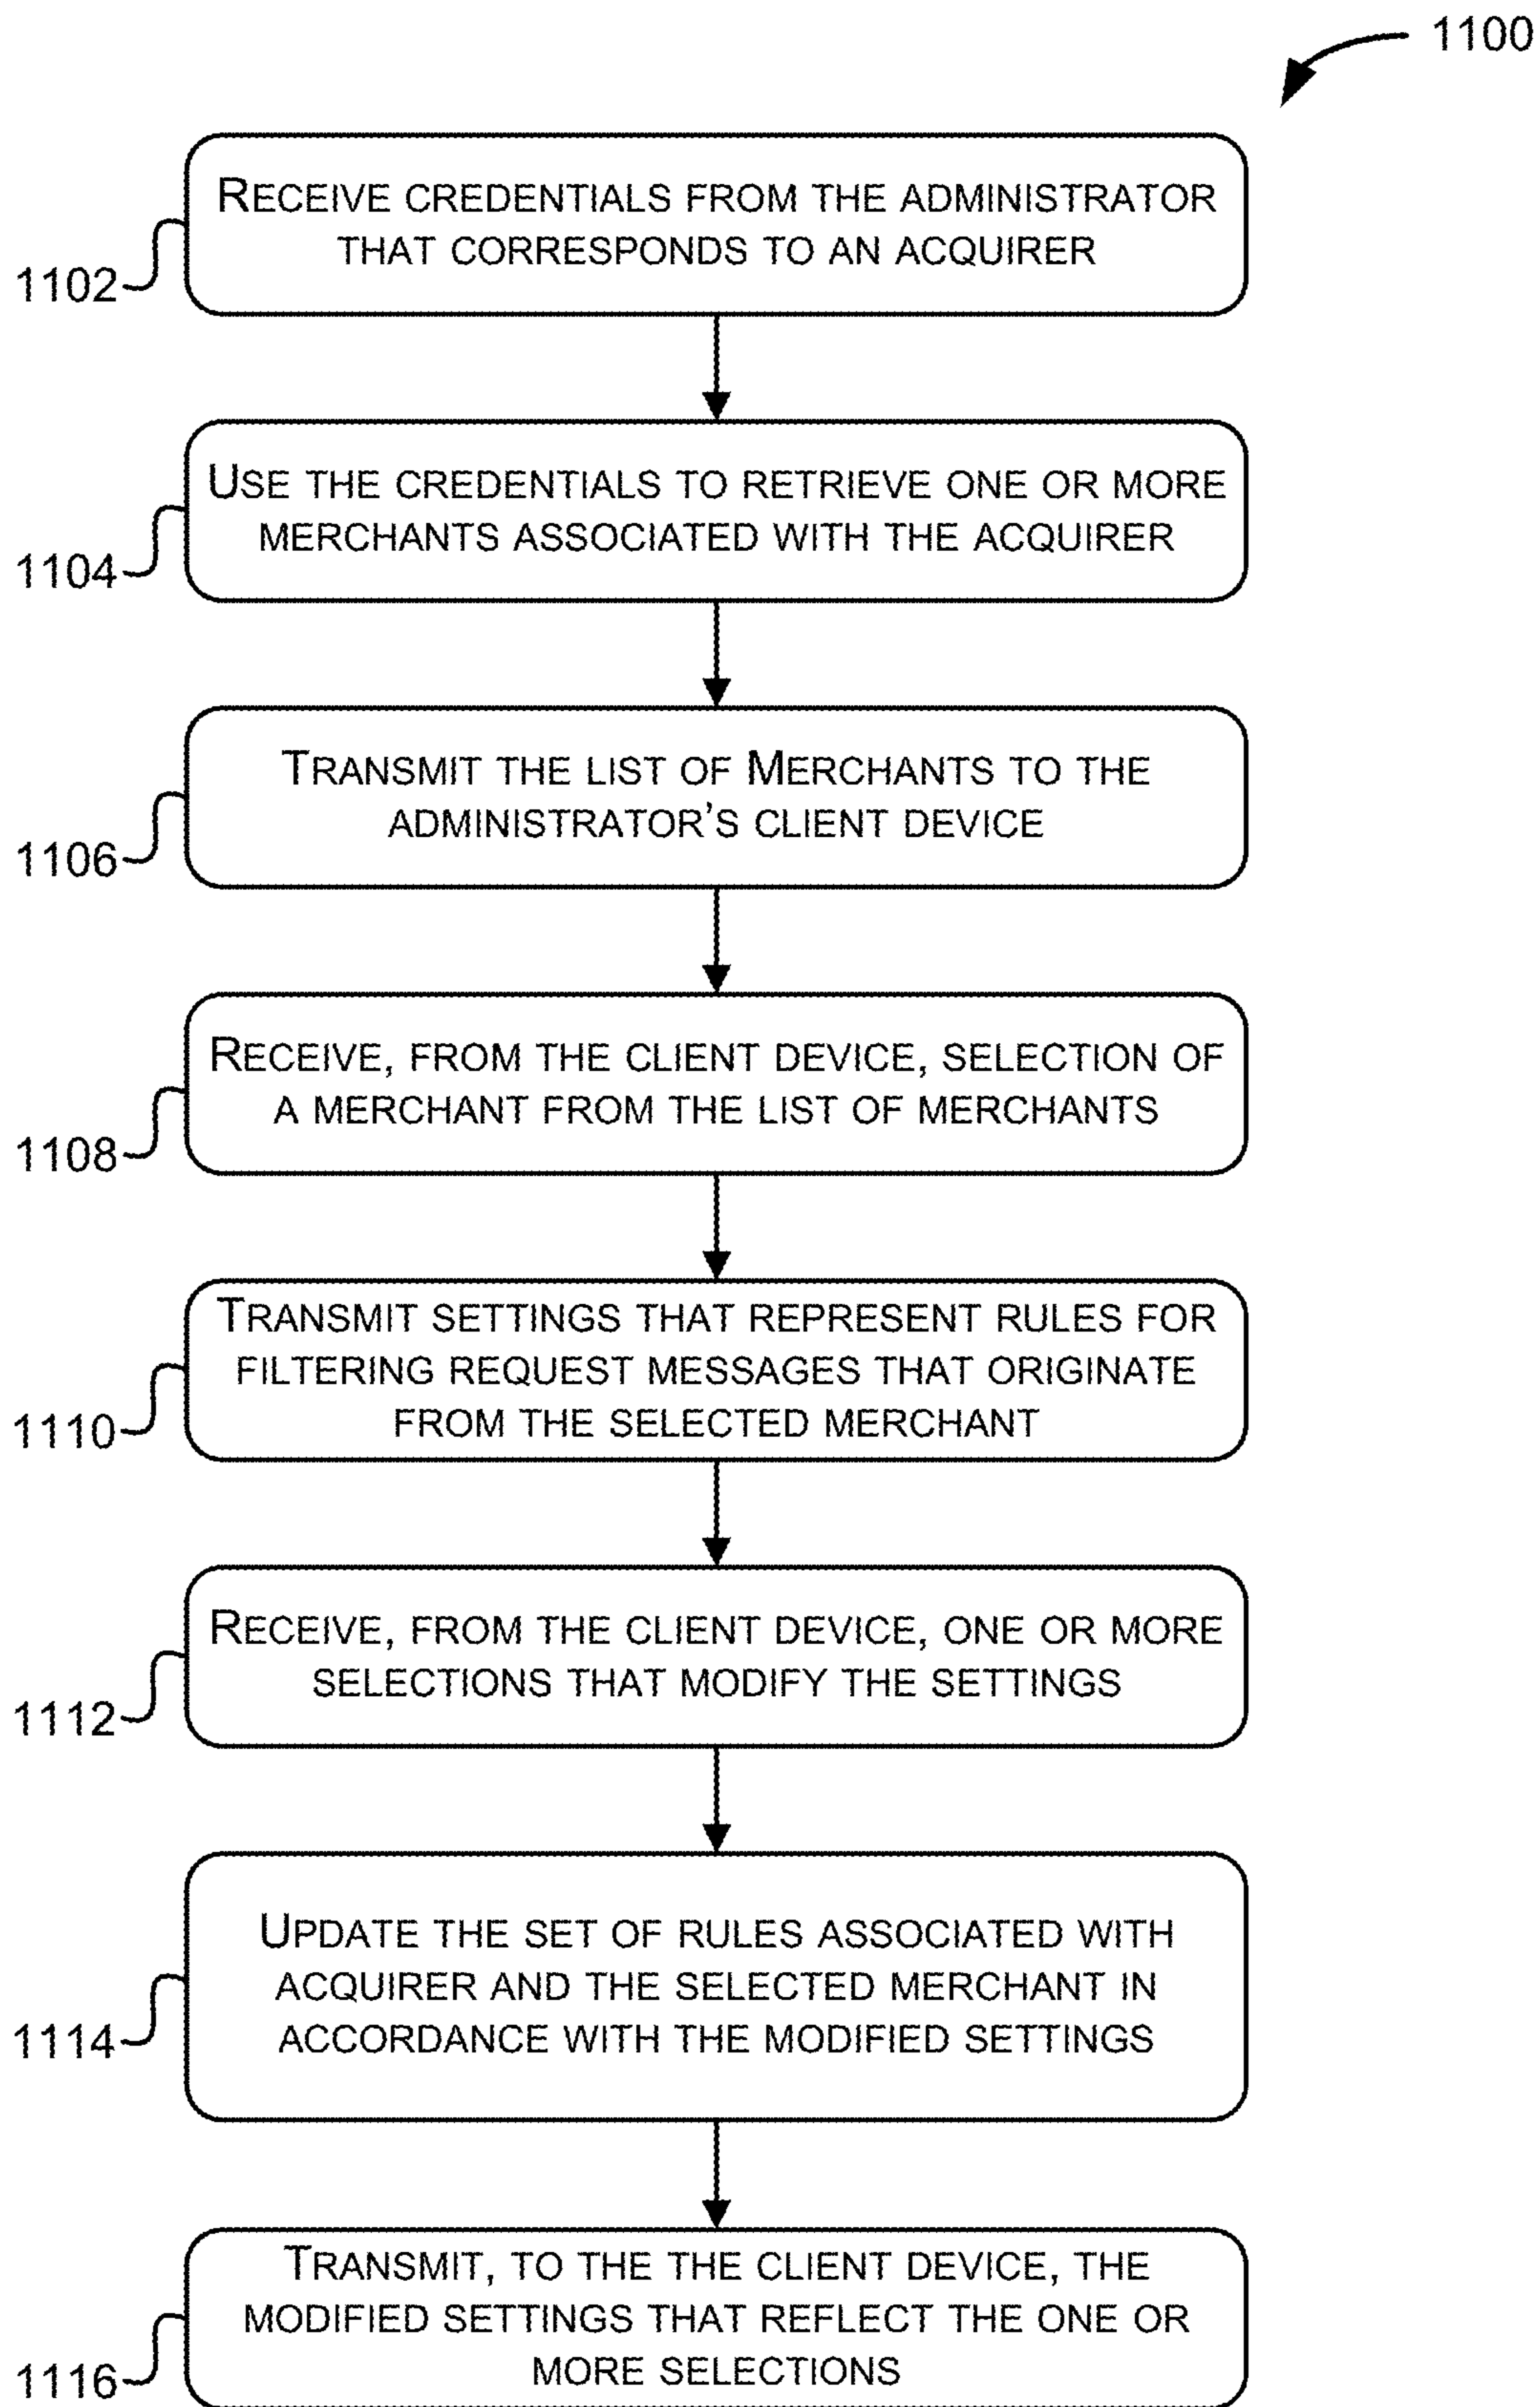 1100
RECEIVE CREDENTIALS FROM THE ADMINISTRATOR
THAT CORRESPONDS TO AN ACQUIRER
1102
USE THE CREDENTIALS TO RETRIEVE ONE OR MORE
MERCHANTS ASSOCIATED WITH THE ACQUIRER
1104
TRANSMIT THE LIST OF MERCHANTS TO THE
ADMINISTRATOR'S CLIENT DEVICE
1106
RECEIVE, FROM THE CLIENT DEVICE, SELECTION OF
A MERCHANT FROM THE LIST OF MERCHANTS
1108
TRANSMIT SETTINGS THAT REPRESENT RULES FOR
FILTERING REQUEST MESSAGES THAT ORIGINATE
FROM THE SELECTED MERCHANT
1110
RECEIVE, FROM THE CLIENT DEVICE, ONE OR MORE
SELECTIONS THAT MODIFY THE SETTINGS
1112
UPDATE THE SET OF RULES ASSOCIATED WITH
ACQUIRER AND THE SELECTED MERCHANT IN
ACCORDANCE WITH THE MODIFIED SETTINGS
1114
TRANSMIT, TO THE THE CLIENT DEVICE, THE
MODIFIED SETTINGS THAT REFLECT THE ONE OR
MORE SELECTIONS
1116